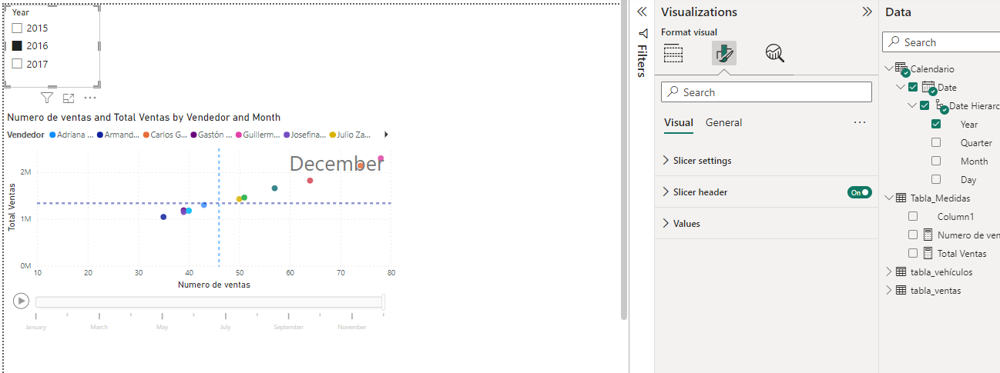 Year
2015
2016
2017
Numero de ventas and Total Ventas by Vendedor and Month
Vendedor Adriana ... Armand... Carlos G... Gastón ... Guillerm... Josefina... Julio Za...
December
Total Ventas
2M
1M
0M
10 20 30 40 50 60 70 80
Numero de ventas
January March May July September November
Filters
Visualizations
Format visual
Search
Visual General
Slicer settings
Slicer header On
Values
Data
Search
Calendario
Date
Date Hierarc
Year
Quarter
Month
Day
Tabla_Medidas
Column1
Numero de ven
Total Ventas
tabla_vehículos
tabla_ventas